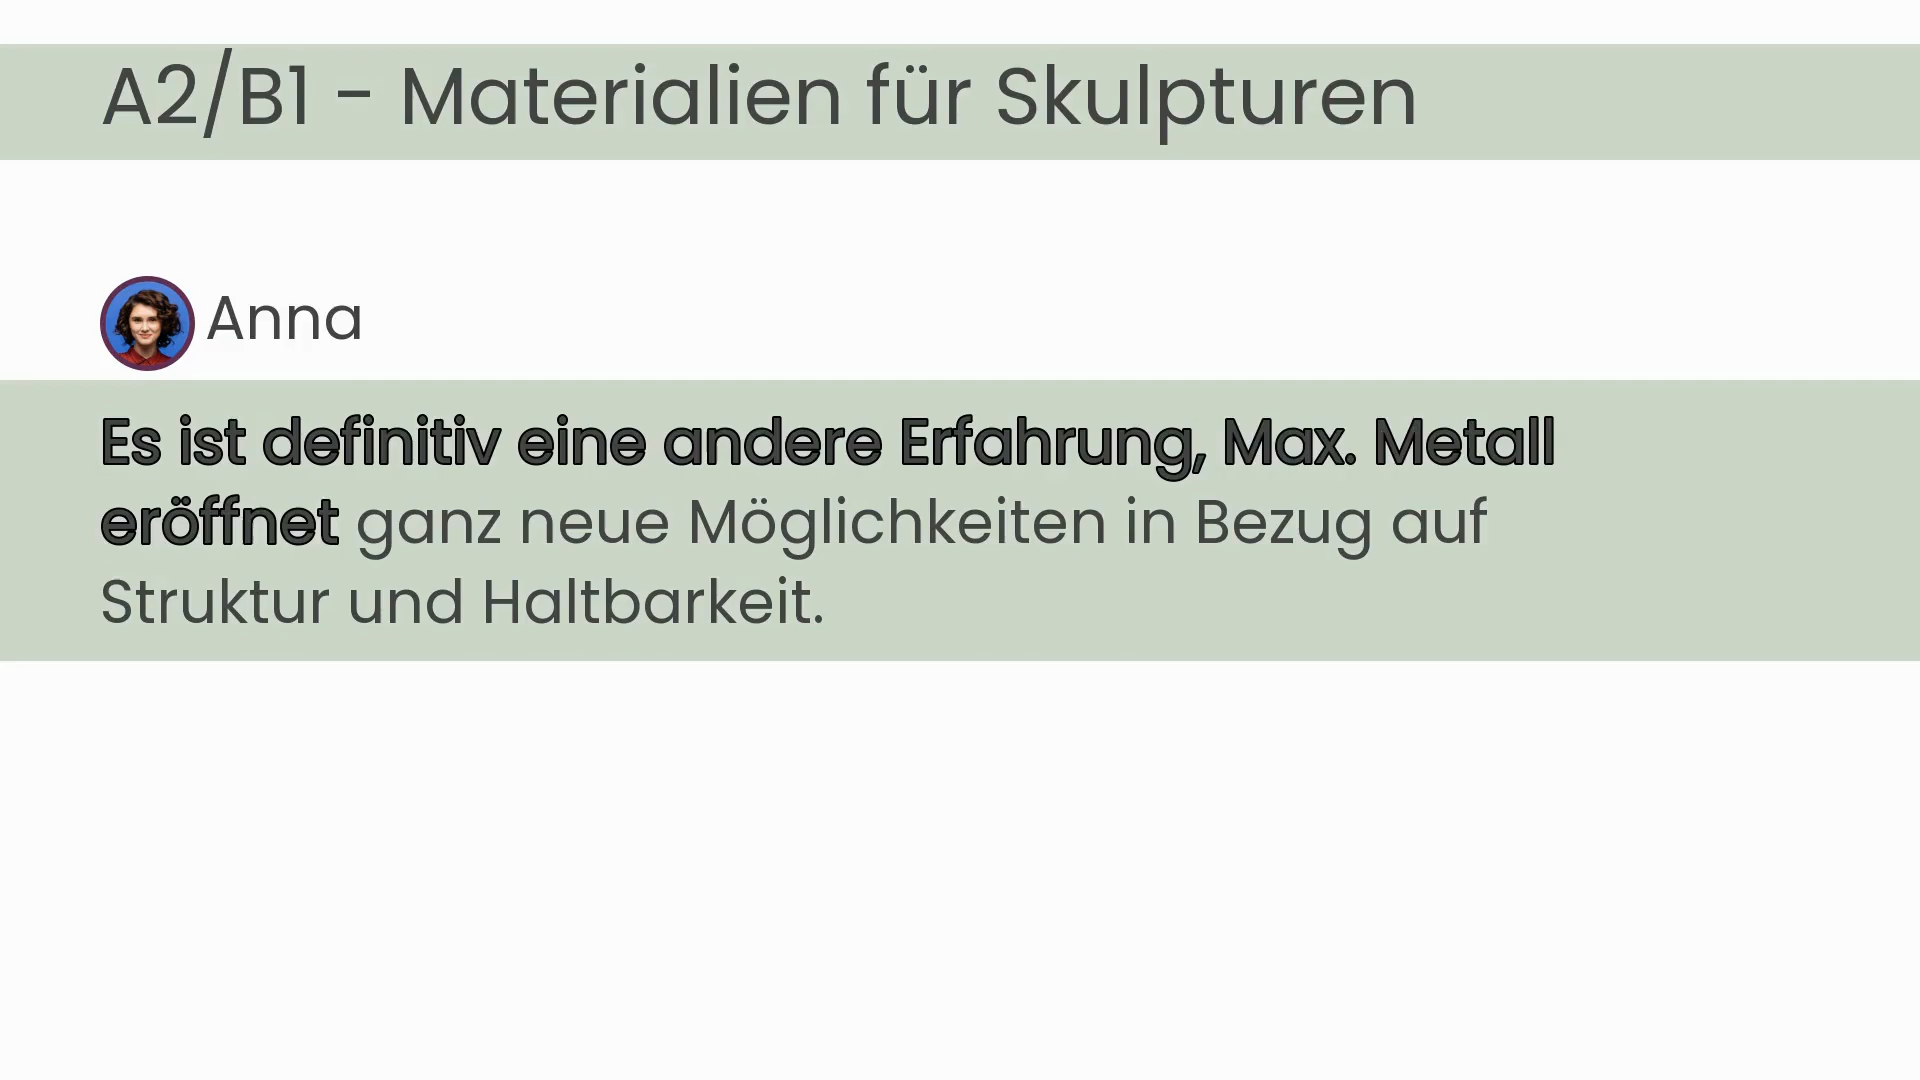 A2/B1 - Materialien für Skulpturen
Anna
Es ist definitiv eine andere Erfahrung, Max. Metall
eröffnet ganz neue Möglichkeiten in Bezug auf
Struktur und Haltbarkeit.